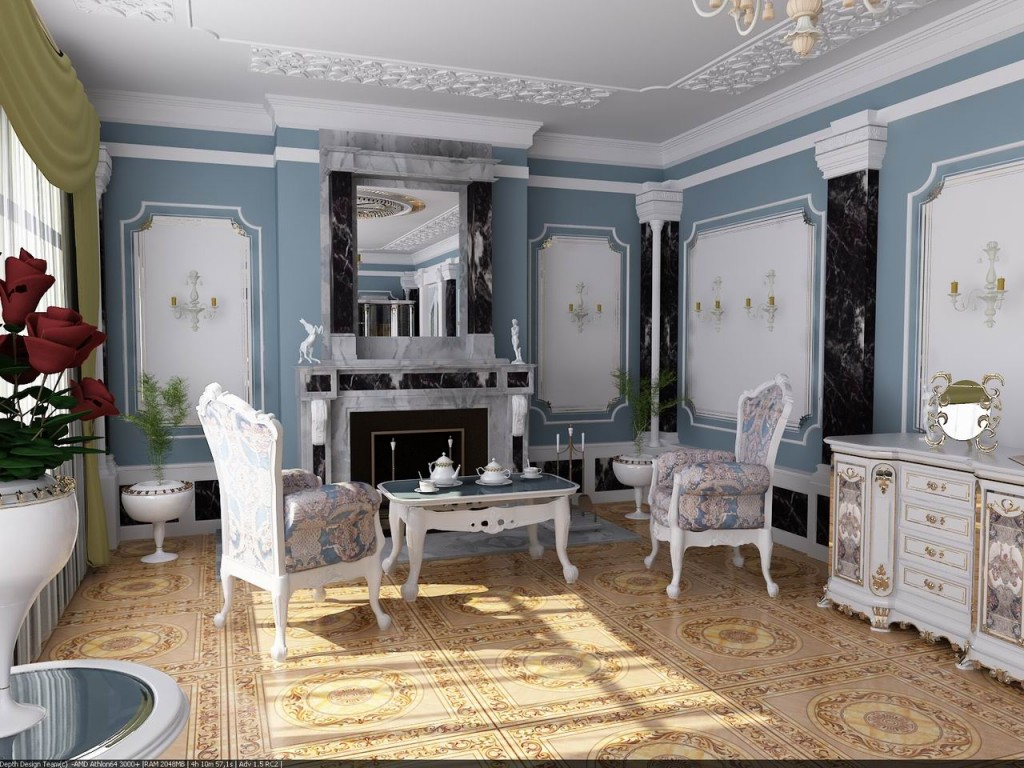 Depth Design Team(c) -AMD Athlon64 3000+ |RAM 2048MB | 4h 10m 57,1s | Adv 1.5 RC2 |